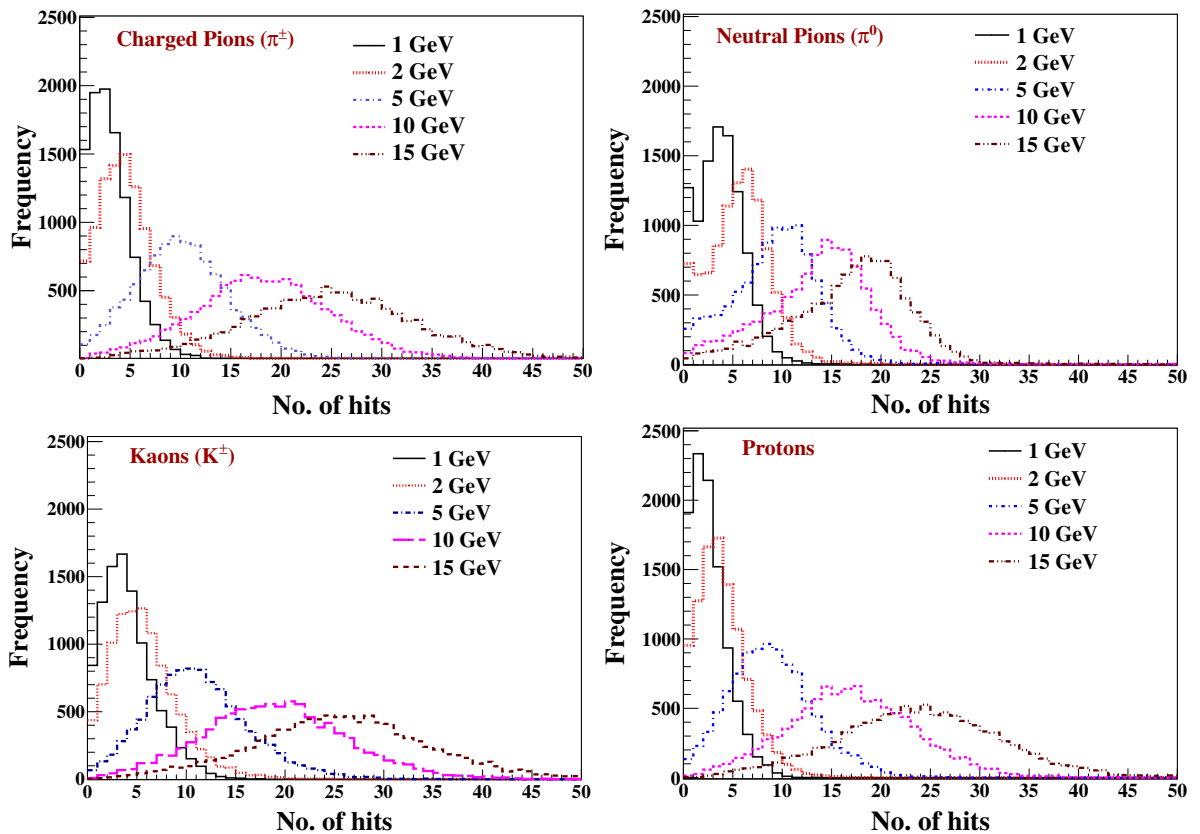 Charged Pions (π±)
1 GeV
2 GeV
5 GeV
10 GeV
15 GeV
Frequency
2500
2000
1500
1000
500
0
0 5 10 15 20 25 30 35 40 45 50
No. of hits
Neutral Pions (π⁰)
1 GeV
2 GeV
5 GeV
10 GeV
15 GeV
Frequency
2500
2000
1500
1000
500
0
0 5 10 15 20 25 30 35 40 45 50
No. of hits
Kaons (K±)
1 GeV
2 GeV
5 GeV
10 GeV
15 GeV
Frequency
2500
2000
1500
1000
500
0
0 5 10 15 20 25 30 35 40 45 50
No. of hits
Protons
1 GeV
2 GeV
5 GeV
10 GeV
15 GeV
Frequency
2500
2000
1500
1000
500
0
0 5 10 15 20 25 30 35 40 45 50
No. of hits